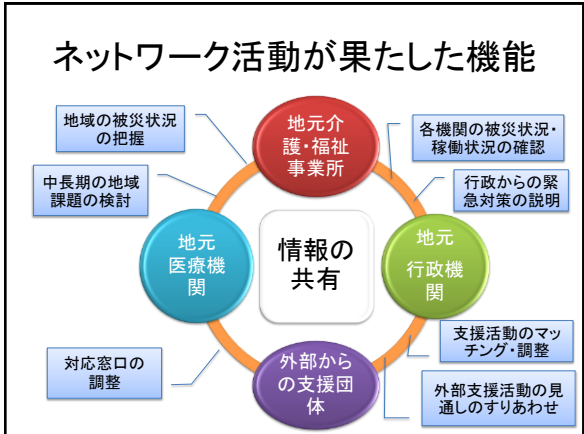 ネットワーク活動が果たした機能
地域の被災状況
の把握
地元介
護・福祉
事業所
各機関の被災状況・
稼働状況の確認
中長期の地域
課題の検討
行政からの緊
急対策の説明
地元
医療機
関
情報の
共有
地元
行政機
関
対応窓口の
調整
外部から
の支援団
体
支援活動のマッ
チング・調整
外部支援活動の見
通しのすりあわせ